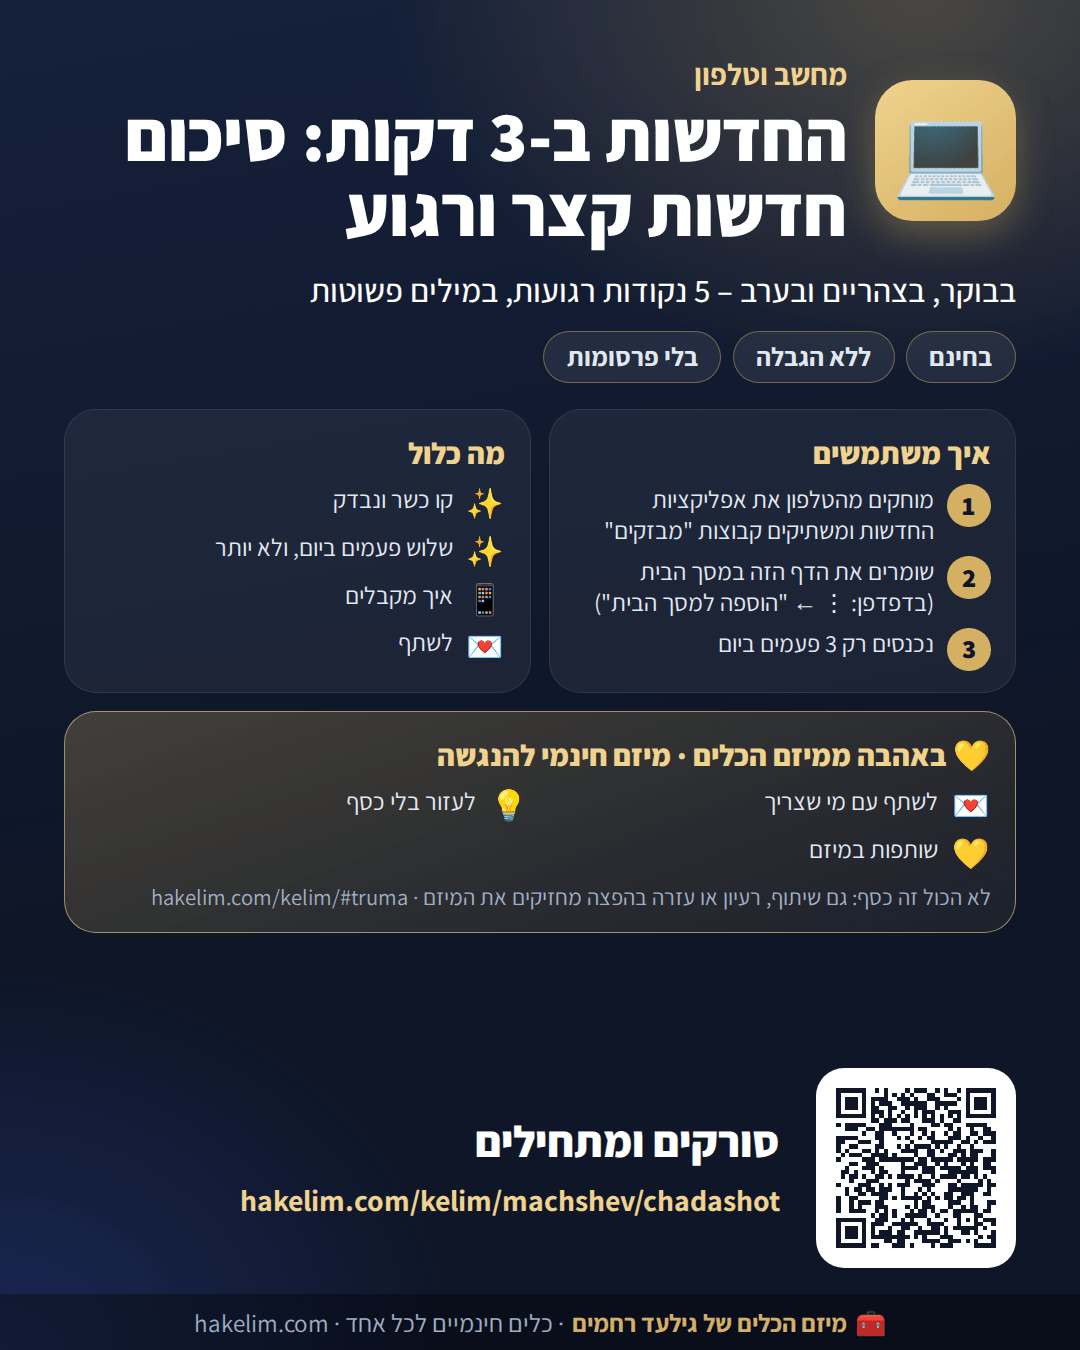 מחשב וטלפון
החדשות ב-3 דקות: סיכום
חדשות קצר ורגוע
בבוקר, בצהריים ובערב – 5 נקודות רגועות, במילים פשוטות
בחינם
ללא הגבלה
בלי פרסומות
איך משתמשים
1 מוחקים מהטלפון את אפליקציות
החדשות ומשתיקים קבוצות "מבזקים"
2 שומרים את הדף הזה במסך הבית
(בדפדפן: ⋮ ← "הוספה למסך הבית")
3 נכנסים רק 3 פעמים ביום
מה כלול
✨ קו כשר ונבדק
✨ שלוש פעמים ביום, ולא יותר
📱 איך מקבלים
💌 לשתף
💛 באהבה ממיזם הכלים · מיזם חינמי להנגשה
💌 לשתף עם מי שצריך
💡 לעזור בלי כסף
💛 שותפות במיזם
לא הכול זה כסף: גם שיתוף, רעיון או עזרה בהפצה מחזיקים את המיזם · hakelim.com/kelim/#truma
סורקים ומתחילים
hakelim.com/kelim/machshev/chadashot
🧰 מיזם הכלים של גילעד רחמים · כלים חינמיים לכל אחד · hakelim.com